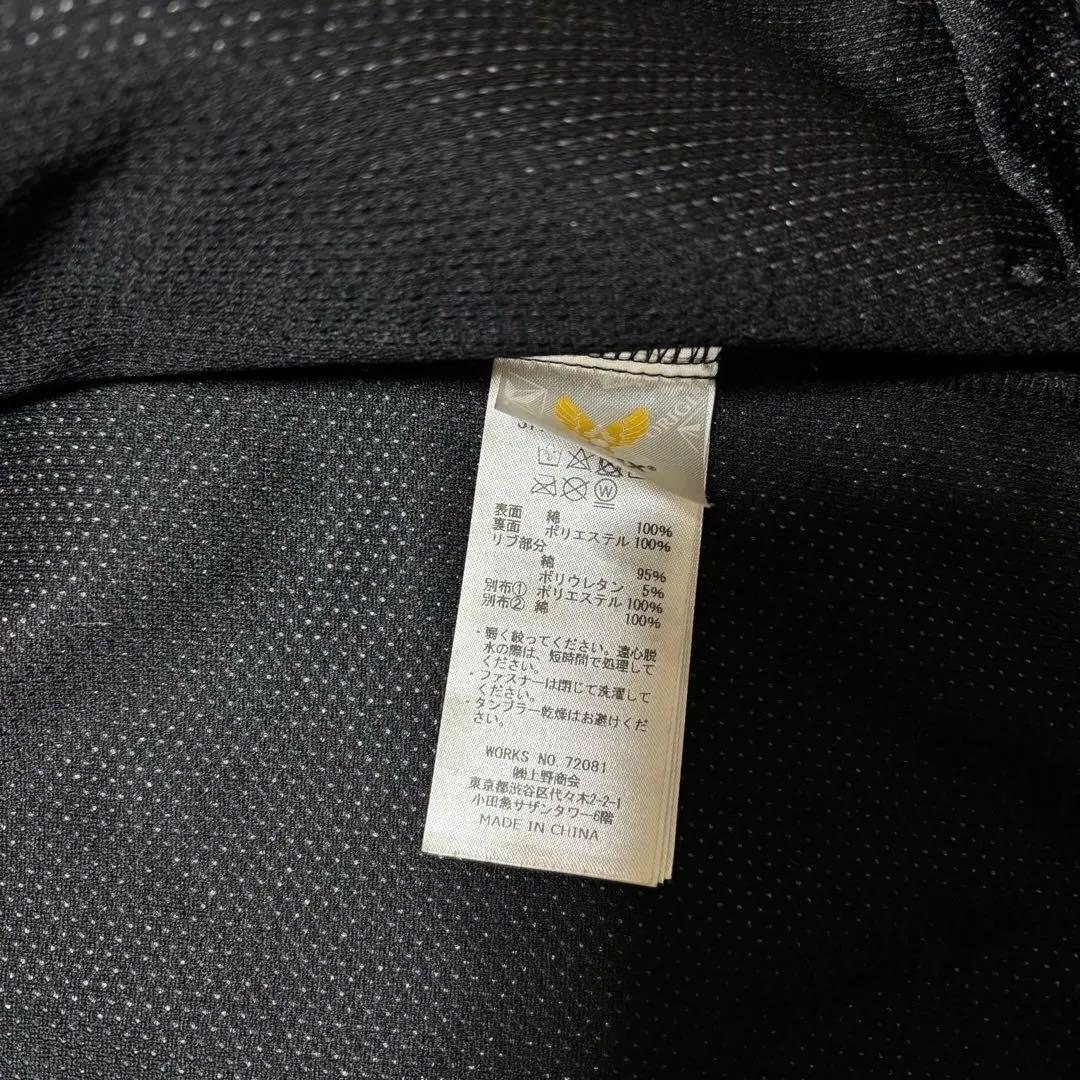 ORIGI
X®
W
表面 綿 100%
裏面 ポリエステル 100%
リブ部分
綿 95%
ポリウレタン 5%
別布① ポリエステル 100%
別布② 綿 100%
・弱く絞ってください。遠心脱
水の際は、短時間で処理して
ください。
・ファスナーは閉じて洗濯して
ください。
・タンブラー乾燥はお避けくだ
さい。
WORKS NO. 72081
㈱上野商会
東京都渋谷区代々木2-2-1
小田急サザンタワー6階
MADE IN CHINA